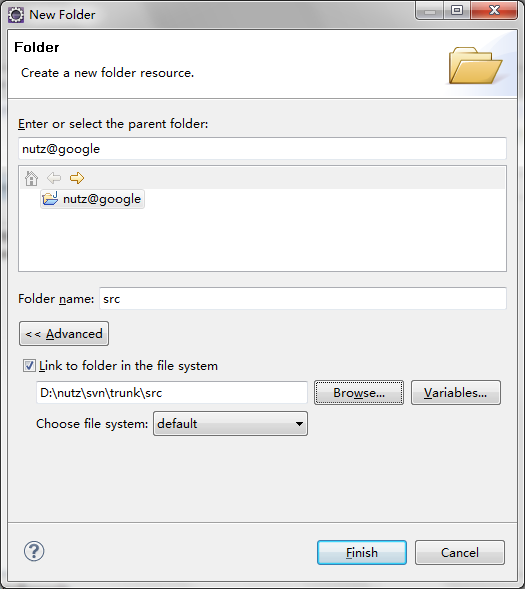 New Folder
Folder
Create a new folder resource.
Enter or select the parent folder:
nutz@google
nutz@google
Folder name: src
<< Advanced
Link to folder in the file system
D:\nutz\svn\trunk\src Browse... Variables...
Choose file system: default
? Finish Cancel